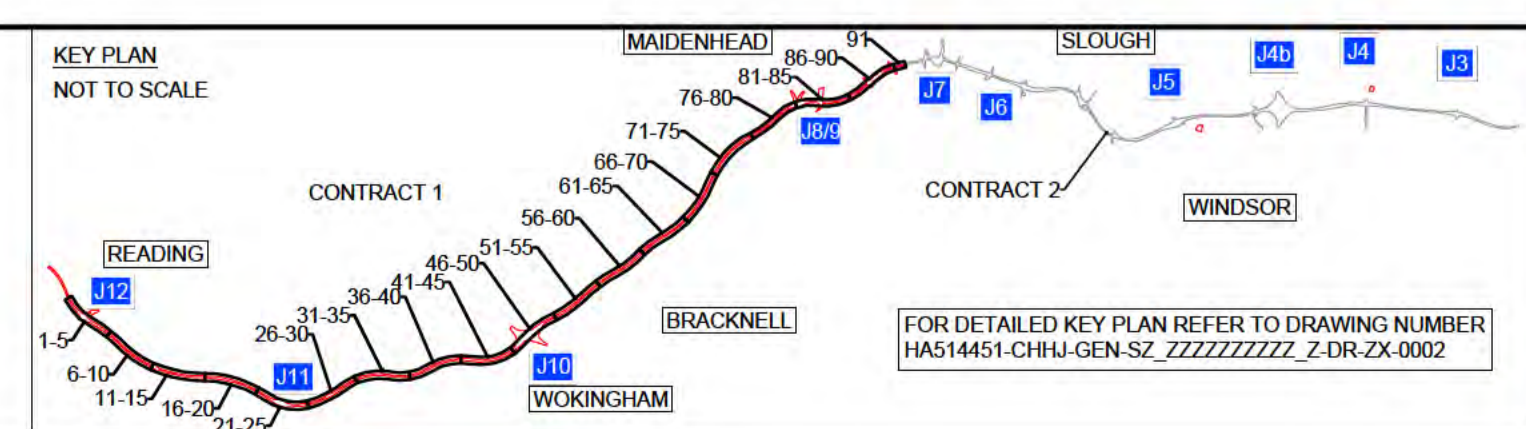 KEY PLAN
NOT TO SCALE
MAIDENHEAD
91
86-90
81-85
76-80
71-75
66-70
61-65
56-60
51-55
46-50
41-45
36-40
31-35
26-30
CONTRACT 1
READING
J12
1-5
6-10
11-15
16-20
21-25
J11
J10
WOKINGHAM
BRACKNELL
J8/9
SLOUGH
J7
J6
J5
J4b
J4
J3
CONTRACT 2
WINDSOR
FOR DETAILED KEY PLAN REFER TO DRAWING NUMBER
HA514451-CHHJ-GEN-SZ_ZZZZZZZZZZ_Z-DR-ZX-0002